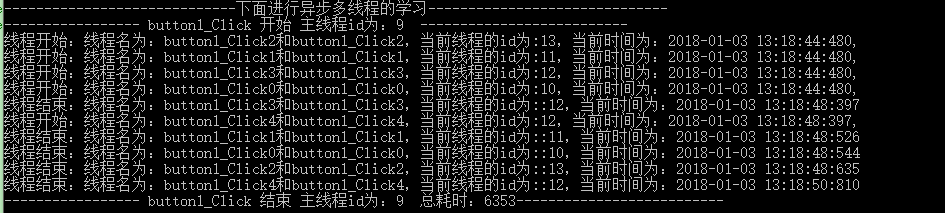 -----------------------------下面进行异步多线程的学习------------------------------
----------------- button1_Click 开始 主线程id为：9  --------------------------
线程开始：线程名为：button1_Click2和button1_Click2，当前线程的id为:13，当前时间为：2018-01-03 13:18:44:480,
线程开始：线程名为：button1_Click1和button1_Click1，当前线程的id为:11，当前时间为：2018-01-03 13:18:44:480,
线程开始：线程名为：button1_Click3和button1_Click3，当前线程的id为:12，当前时间为：2018-01-03 13:18:44:480,
线程开始：线程名为：button1_Click0和button1_Click0，当前线程的id为:10，当前时间为：2018-01-03 13:18:44:480,
线程结束：线程名为：button1_Click3和button1_Click3，当前线程的id为::12，当前时间为：2018-01-03 13:18:48:397
线程开始：线程名为：button1_Click4和button1_Click4，当前线程的id为:12，当前时间为：2018-01-03 13:18:48:397,
线程结束：线程名为：button1_Click1和button1_Click1，当前线程的id为::11，当前时间为：2018-01-03 13:18:48:526
线程结束：线程名为：button1_Click0和button1_Click0，当前线程的id为::10，当前时间为：2018-01-03 13:18:48:544
线程结束：线程名为：button1_Click2和button1_Click2，当前线程的id为::13，当前时间为：2018-01-03 13:18:48:635
线程结束：线程名为：button1_Click4和button1_Click4，当前线程的id为::12，当前时间为：2018-01-03 13:18:50:810
----------------- button1_Click 结束 主线程id为：9  总耗时：6353--------------------------